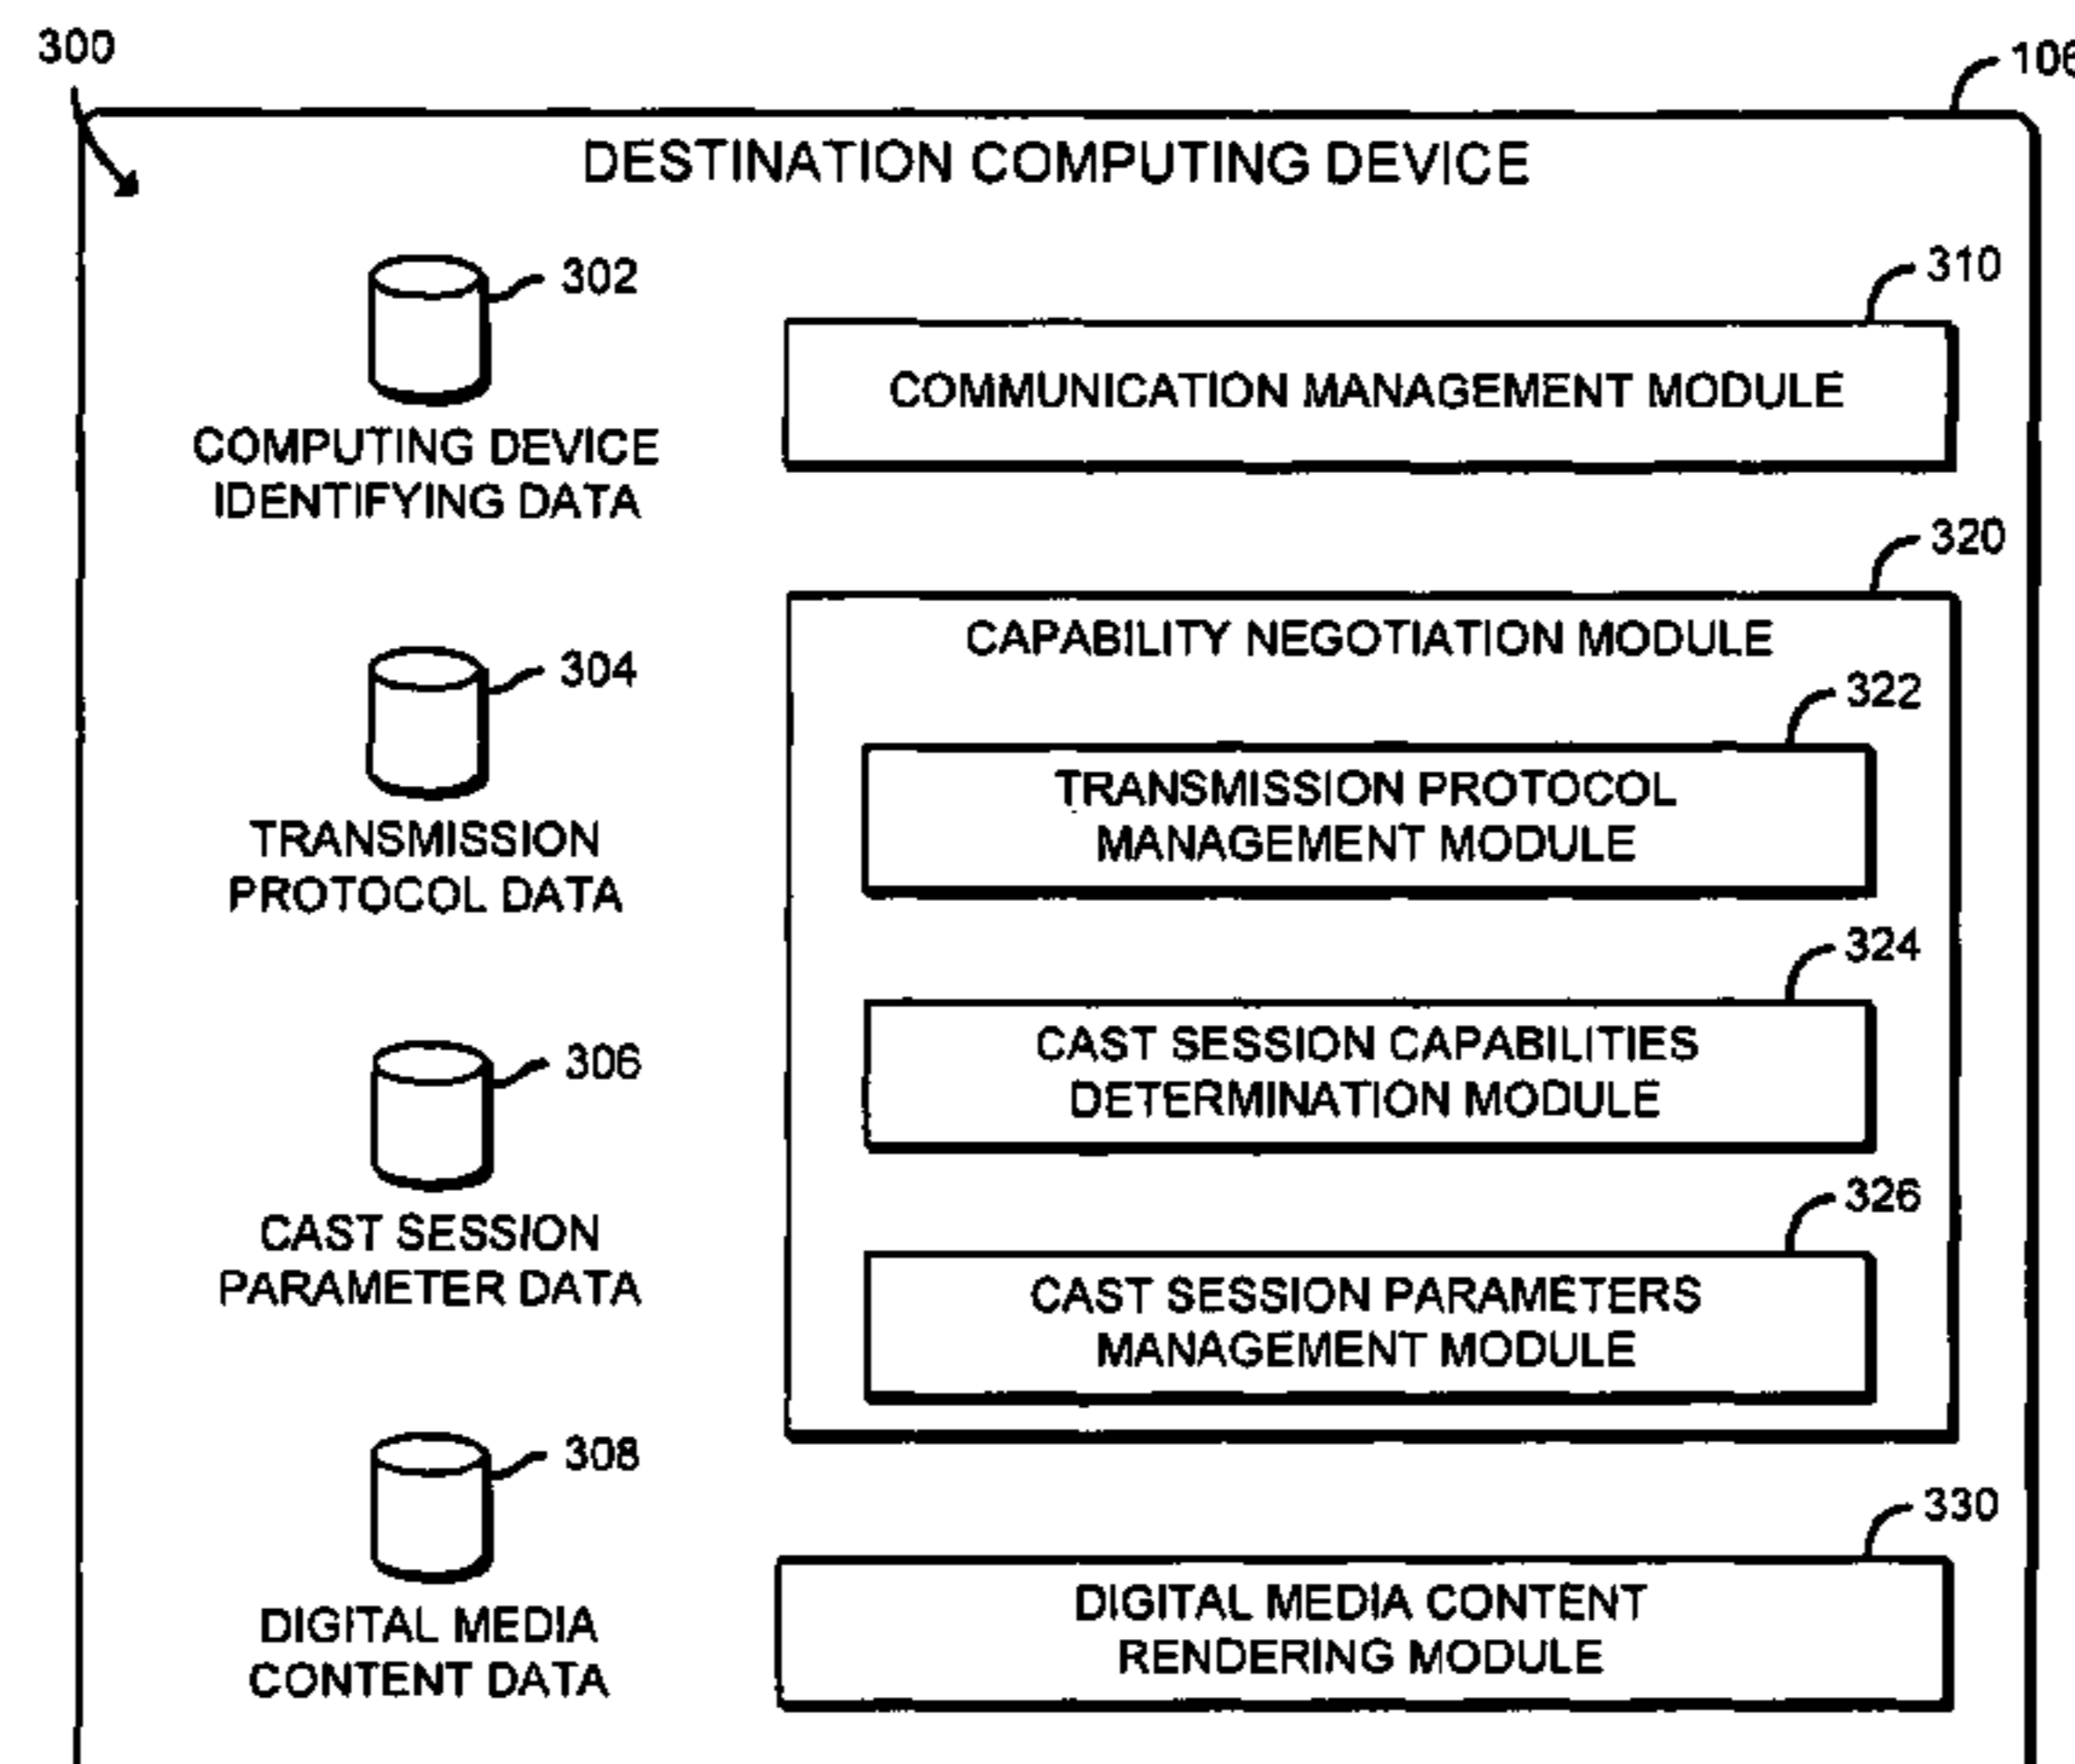 300
106
DESTINATION COMPUTING DEVICE
302
COMPUTING DEVICE
IDENTIFYING DATA
310
COMMUNICATION MANAGEMENT MODULE
304
TRANSMISSION
PROTOCOL DATA
320
CAPABILITY NEGOTIATION MODULE
322
TRANSMISSION PROTOCOL
MANAGEMENT MODULE
324
CAST SESSION CAPABILITIES
DETERMINATION MODULE
306
CAST SESSION
PARAMETER DATA
326
CAST SESSION PARAMETERS
MANAGEMENT MODULE
308
DIGITAL MEDIA
CONTENT DATA
330
DIGITAL MEDIA CONTENT
RENDERING MODULE